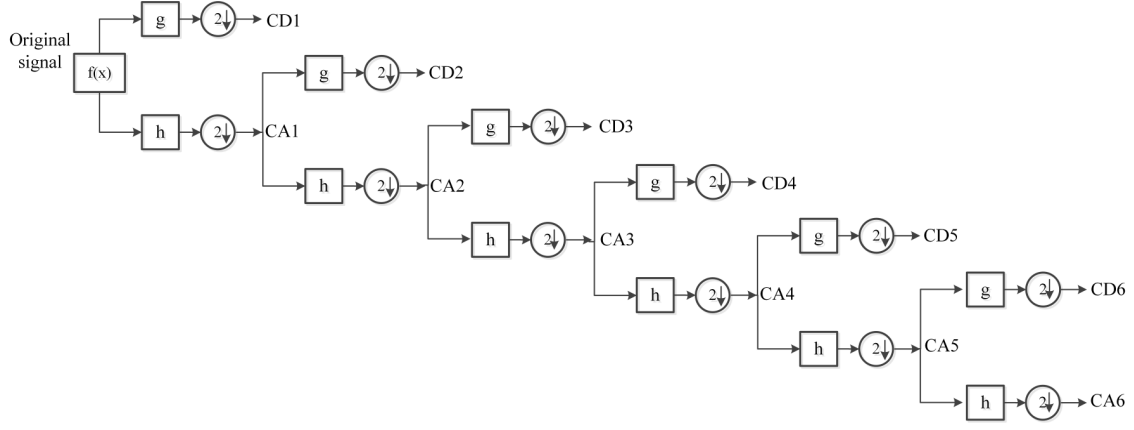 g 2 CD1
Original
signal
f(x)
h 2 CA1
g 2 CD2
h 2 CA2
g 2 CD3
h 2 CA3
g 2 CD4
h 2 CA4
g 2 CD5
h 2 CA5
g 2 CD6
h 2 CA6